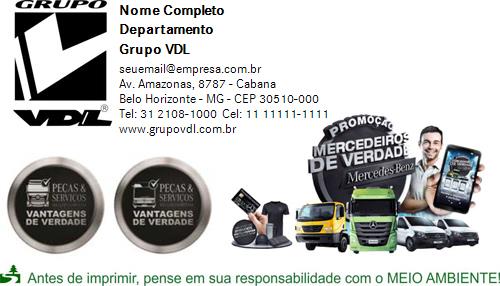 GRUPO
VDL®
Nome Completo
Departamento
Grupo VDL
seuemail@empresa.com.br
Av. Amazonas, 8787 - Cabana
Belo Horizonte - MG - CEP 30510-000
Tel: 31 2108-1000 Cel: 11 11111-1111
www.grupovdl.com.br
PEÇAS &
SERVIÇOS
VANTAGENS
DE VERDADE
PEÇAS &
SERVIÇOS
VANTAGENS
DE VERDADE
PROMOÇÃO
MERCEDEIROS
DE VERDADE
Mercedes-Benz
Antes de imprimir, pense em sua responsabilidade com o MEIO AMBIENTE!